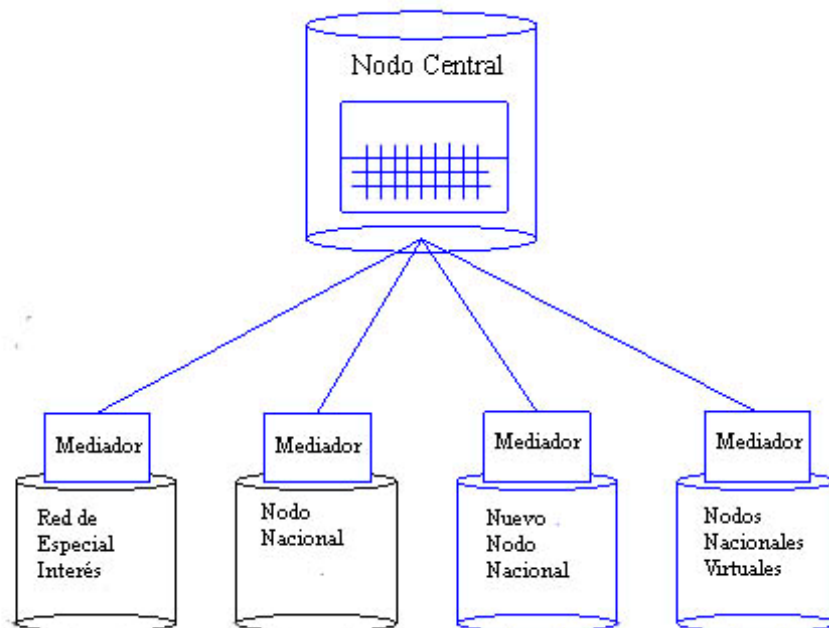 Nodo Central
Mediador
Mediador
Mediador
Mediador
Red de
Especial
Interés
Nodo
Nacional
Nuevo
Nodo
Nacional
Nodos
Nacionales
Virtuales